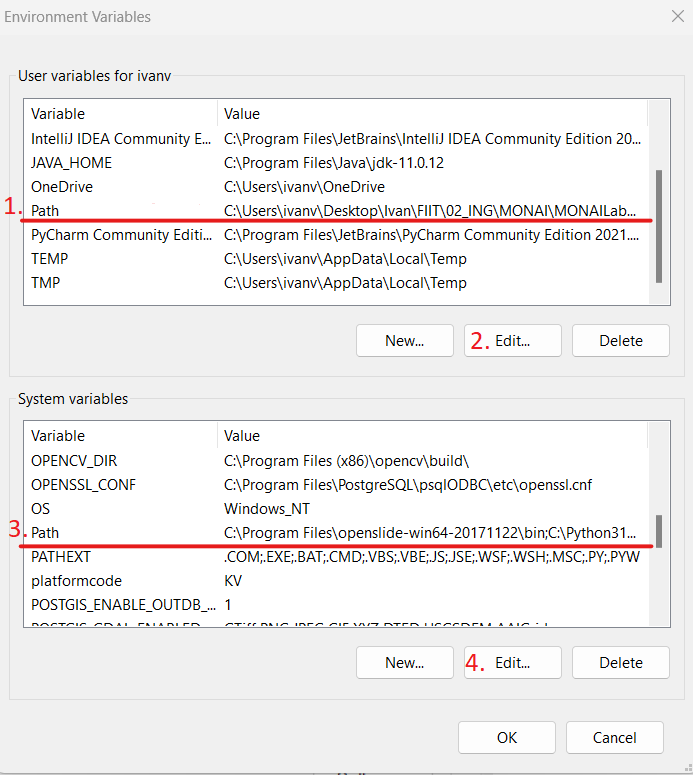 Environment Variables
User variables for ivanv
Variable Value
IntelliJ IDEA Community E... C:\Program Files\JetBrains\IntelliJ IDEA Community Edition 20...
JAVA_HOME C:\Program Files\Java\jdk-11.0.12
OneDrive C:\Users\ivanv\OneDrive
1. Path C:\Users\ivanv\Desktop\Ivan\FIIT\02_ING\MONAI\MONAILab...
PyCharm Community Editi... C:\Program Files\JetBrains\PyCharm Community Edition 2021....
TEMP C:\Users\ivanv\AppData\Local\Temp
TMP C:\Users\ivanv\AppData\Local\Temp
New... 2. Edit... Delete
System variables
Variable Value
OPENCV_DIR C:\Program Files (x86)\opencv\build\
OPENSSL_CONF C:\Program Files\PostgreSQL\psqlODBC\etc\openssl.cnf
OS Windows_NT
3. Path C:\Program Files\openslide-win64-20171122\bin;C:\Python31...
PATHEXT .COM;.EXE;.BAT;.CMD;.VBS;.VBE;.JS;.JSE;.WSF;.WSH;.MSC;.PY;.PYW
platformcode KV
POSTGIS_ENABLE_OUTDB_... 1
New... 4. Edit... Delete
OK Cancel